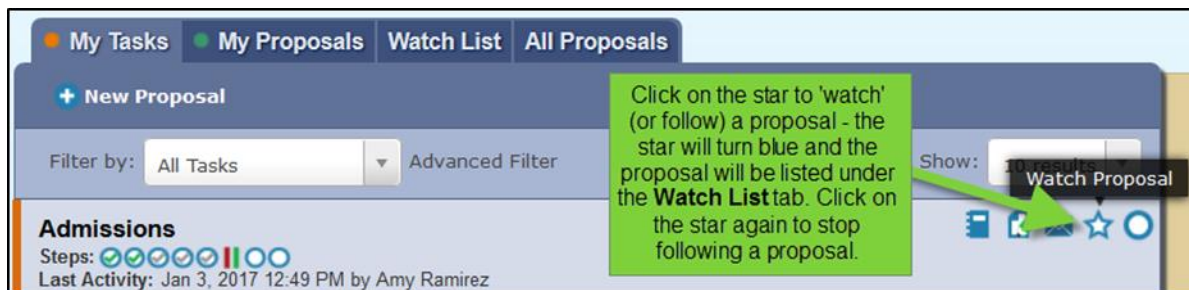 My Tasks My Proposals Watch List All Proposals
New Proposal
Click on the star to 'watch'
(or follow) a proposal - the
star will turn blue and the
proposal will be listed under
the Watch List tab. Click on
the star again to stop
following a proposal.
Filter by: All Tasks Advanced Filter Show: 10 results
Watch Proposal
Admissions
Steps:
Last Activity: Jan 3, 2017 12:49 PM by Amy Ramirez